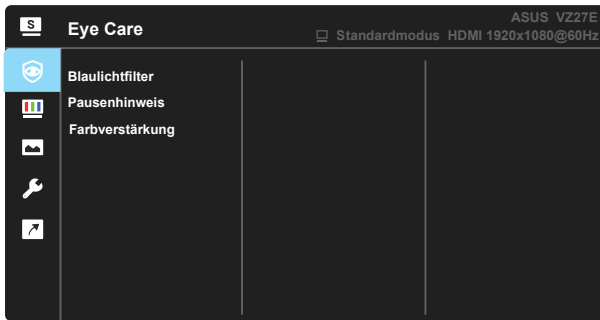 ASUS VZ27E
S Eye Care
Standardmodus HDMI 1920x1080@60Hz
Blaulichtfilter
Pausenhinweis
Farbverstärkung